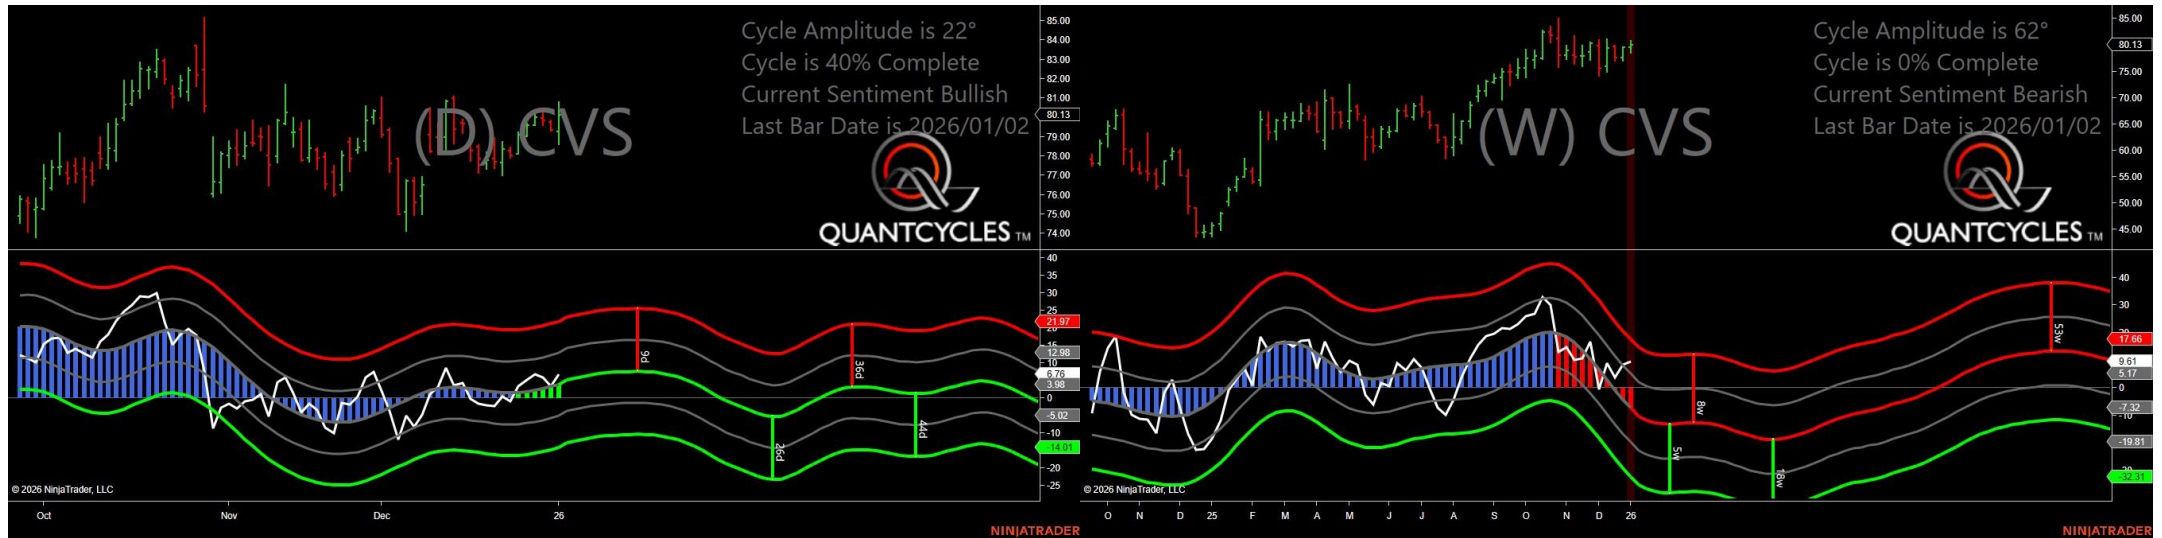 Cycle Amplitude is 22°
Cycle is 40% Complete
Current Sentiment Bullish
Last Bar Date is 2026/01/02
(D) CVS
QUANTCYCLES TM
85.00
84.00
83.00
82.00
81.00
80.13
79.00
78.00
77.00
76.00
75.00
74.00
40
35
30
25
21.97
15
12.98
10
6.76
3.98
0
-5.02
-10
-14.01
-20
-25
9d
26d
36d
44d
© 2026 NinjaTrader, LLC
Oct
Nov
Dec
26
NINJATRADER
Cycle Amplitude is 62°
Cycle is 0% Complete
Current Sentiment Bearish
Last Bar Date is 2026/01/02
(W) CVS
QUANTCYCLES TM
85.00
80.13
75.00
70.00
65.00
60.00
55.00
50.00
45.00
40
30
17.66
9.61
5.17
0
-7.32
-10
-19.81
-32.31
5w
8w
18w
53w
© 2026 NinjaTrader, LLC
O N D 25 F M A M J J A S O N D 26
NINJATRADER